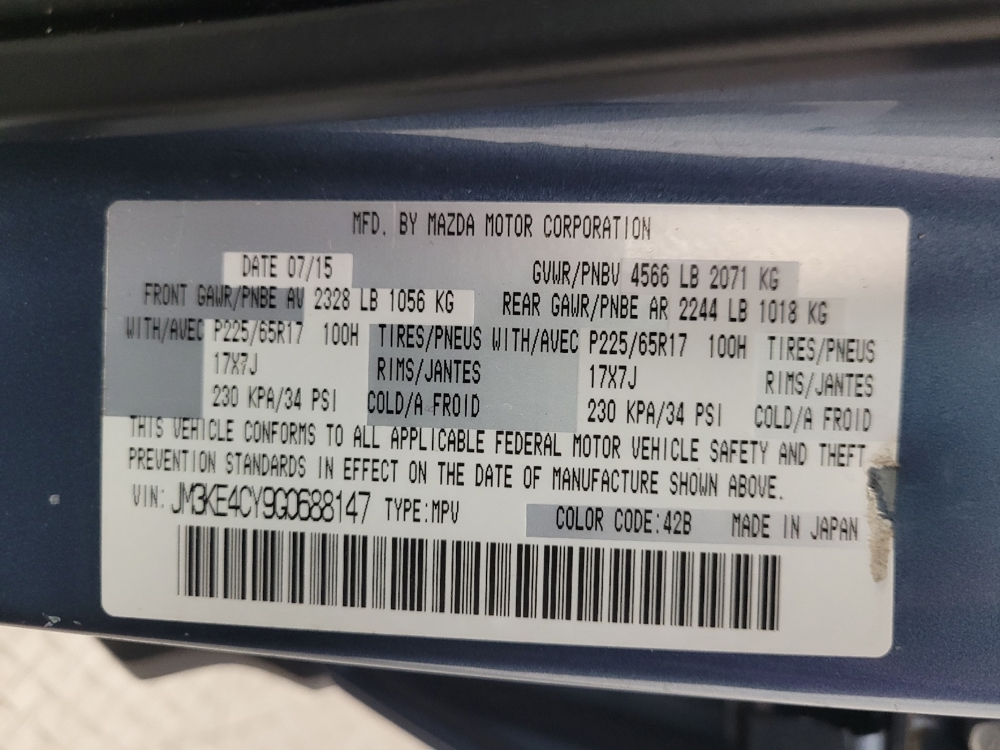 MFD. BY MAZDA MOTOR CORPORATION
DATE 07/15 GVWR/PNBV 4566 LB 2071 KG
FRONT GAWR/PNBE AV 2328 LB 1056 KG REAR GAWR/PNBE AR 2244 LB 1018 KG
WITH/AVEC P225/65R17 100H TIRES/PNEUS WITH/AVEC P225/65R17 100H TIRES/PNEUS
17X7J RIMS/JANTES 17X7J RIMS/JANTES
230 KPA/34 PSI COLD/A FROID 230 KPA/34 PSI COLD/A FROID
THIS VEHICLE CONFORMS TO ALL APPLICABLE FEDERAL MOTOR VEHICLE SAFETY AND THEFT
PREVENTION STANDARDS IN EFFECT ON THE DATE OF MANUFACTURE SHOWN ABOVE.
VIN: JM3KE4CY9G0688147 TYPE:MPV COLOR CODE:42B MADE IN JAPAN